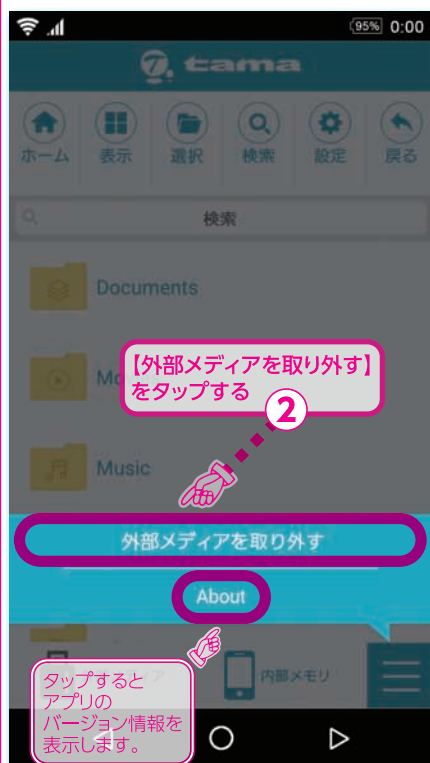 95% 0:00
tama
ホーム 表示 選択 検索 設定 戻る
検索
Documents
【外部メディアを取り外す】
をタップする
2
Mo
Music
外部メディアを取り外す
About
ア 内部メモリ
タップすると
アプリの
バージョン情報を
表示します。